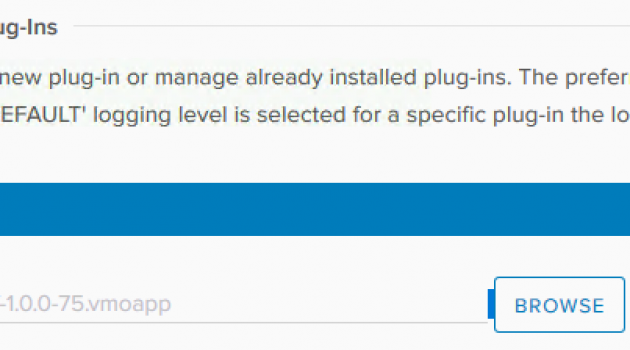 ug-Ins
new plug-in or manage already installed plug-ins. The prefer
EFAULT' logging level is selected for a specific plug-in the lo
-1.0.0-75.vmoapp
BROWSE